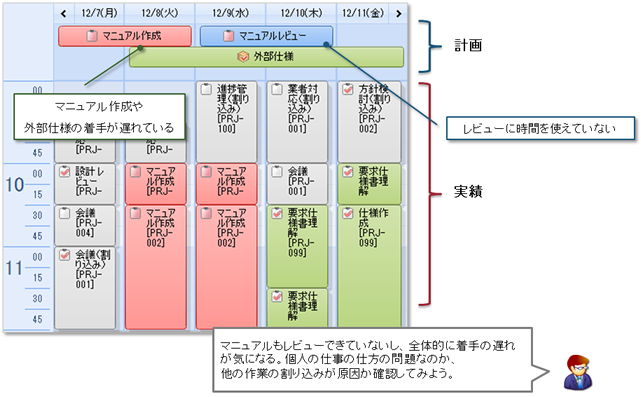 12/7(月)
12/8(火)
12/9(水)
12/10(木)
12/11(金)
マニュアル作成
マニュアルレビュー
外部仕様
計画
マニュアル作成や
外部仕様の着手が遅れている
レビューに時間を使えていない
実績
00
45
10
00
15
30
45
11
00
15
30
45
[PRJ-
設計レ
ビュー
[PRJ-
会議
[PRJ-
004]
会議(割
り込み)
[PRJ-
001]
[PRJ-
マニュア
ル作成
[PRJ-
マニュア
ル作成
[PRJ-
002]
進捗管
理(割り
込み)
[PRJ-
100]
マニュア
ル作成
[PRJ-
マニュア
ル作成
[PRJ-
002]
業者対
応(割り
込み)
[PRJ-
001]
会議
[PRJ-
001]
要求仕
様書理
解
[PRJ-
099]
要求仕
様書理
解
方針検
討(割り
込み)
[PRJ-
002]
要求仕
様書理
解
仕様作
成
[PRJ-
099]
マニュアルもレビューできていないし、全体的に着手の遅れ
が気になる。個人の仕事の仕方の問題なのか、
他の作業の割り込みが原因か確認してみよう。